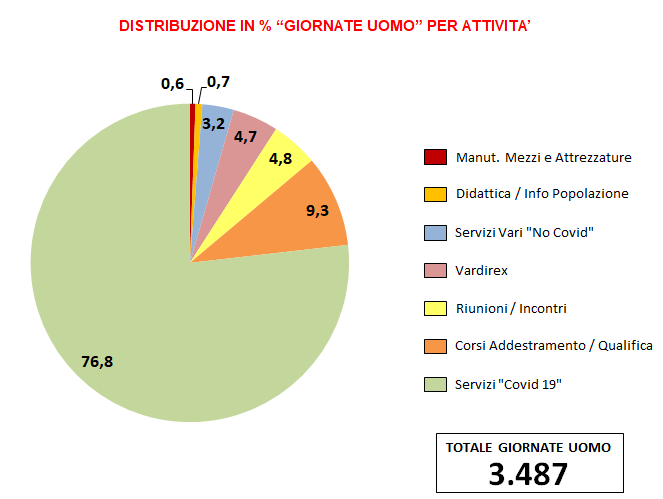 DISTRIBUZIONE IN % “GIORNATE UOMO” PER ATTIVITA’
0,6
0,7
3,2
4,7
4,8
9,3
76,8
Manut. Mezzi e Attrezzature
Didattica / Info Popolazione
Servizi Vari "No Covid"
Vardirex
Riunioni / Incontri
Corsi Addestramento / Qualifica
Servizi "Covid 19"
TOTALE GIORNATE UOMO
3.487